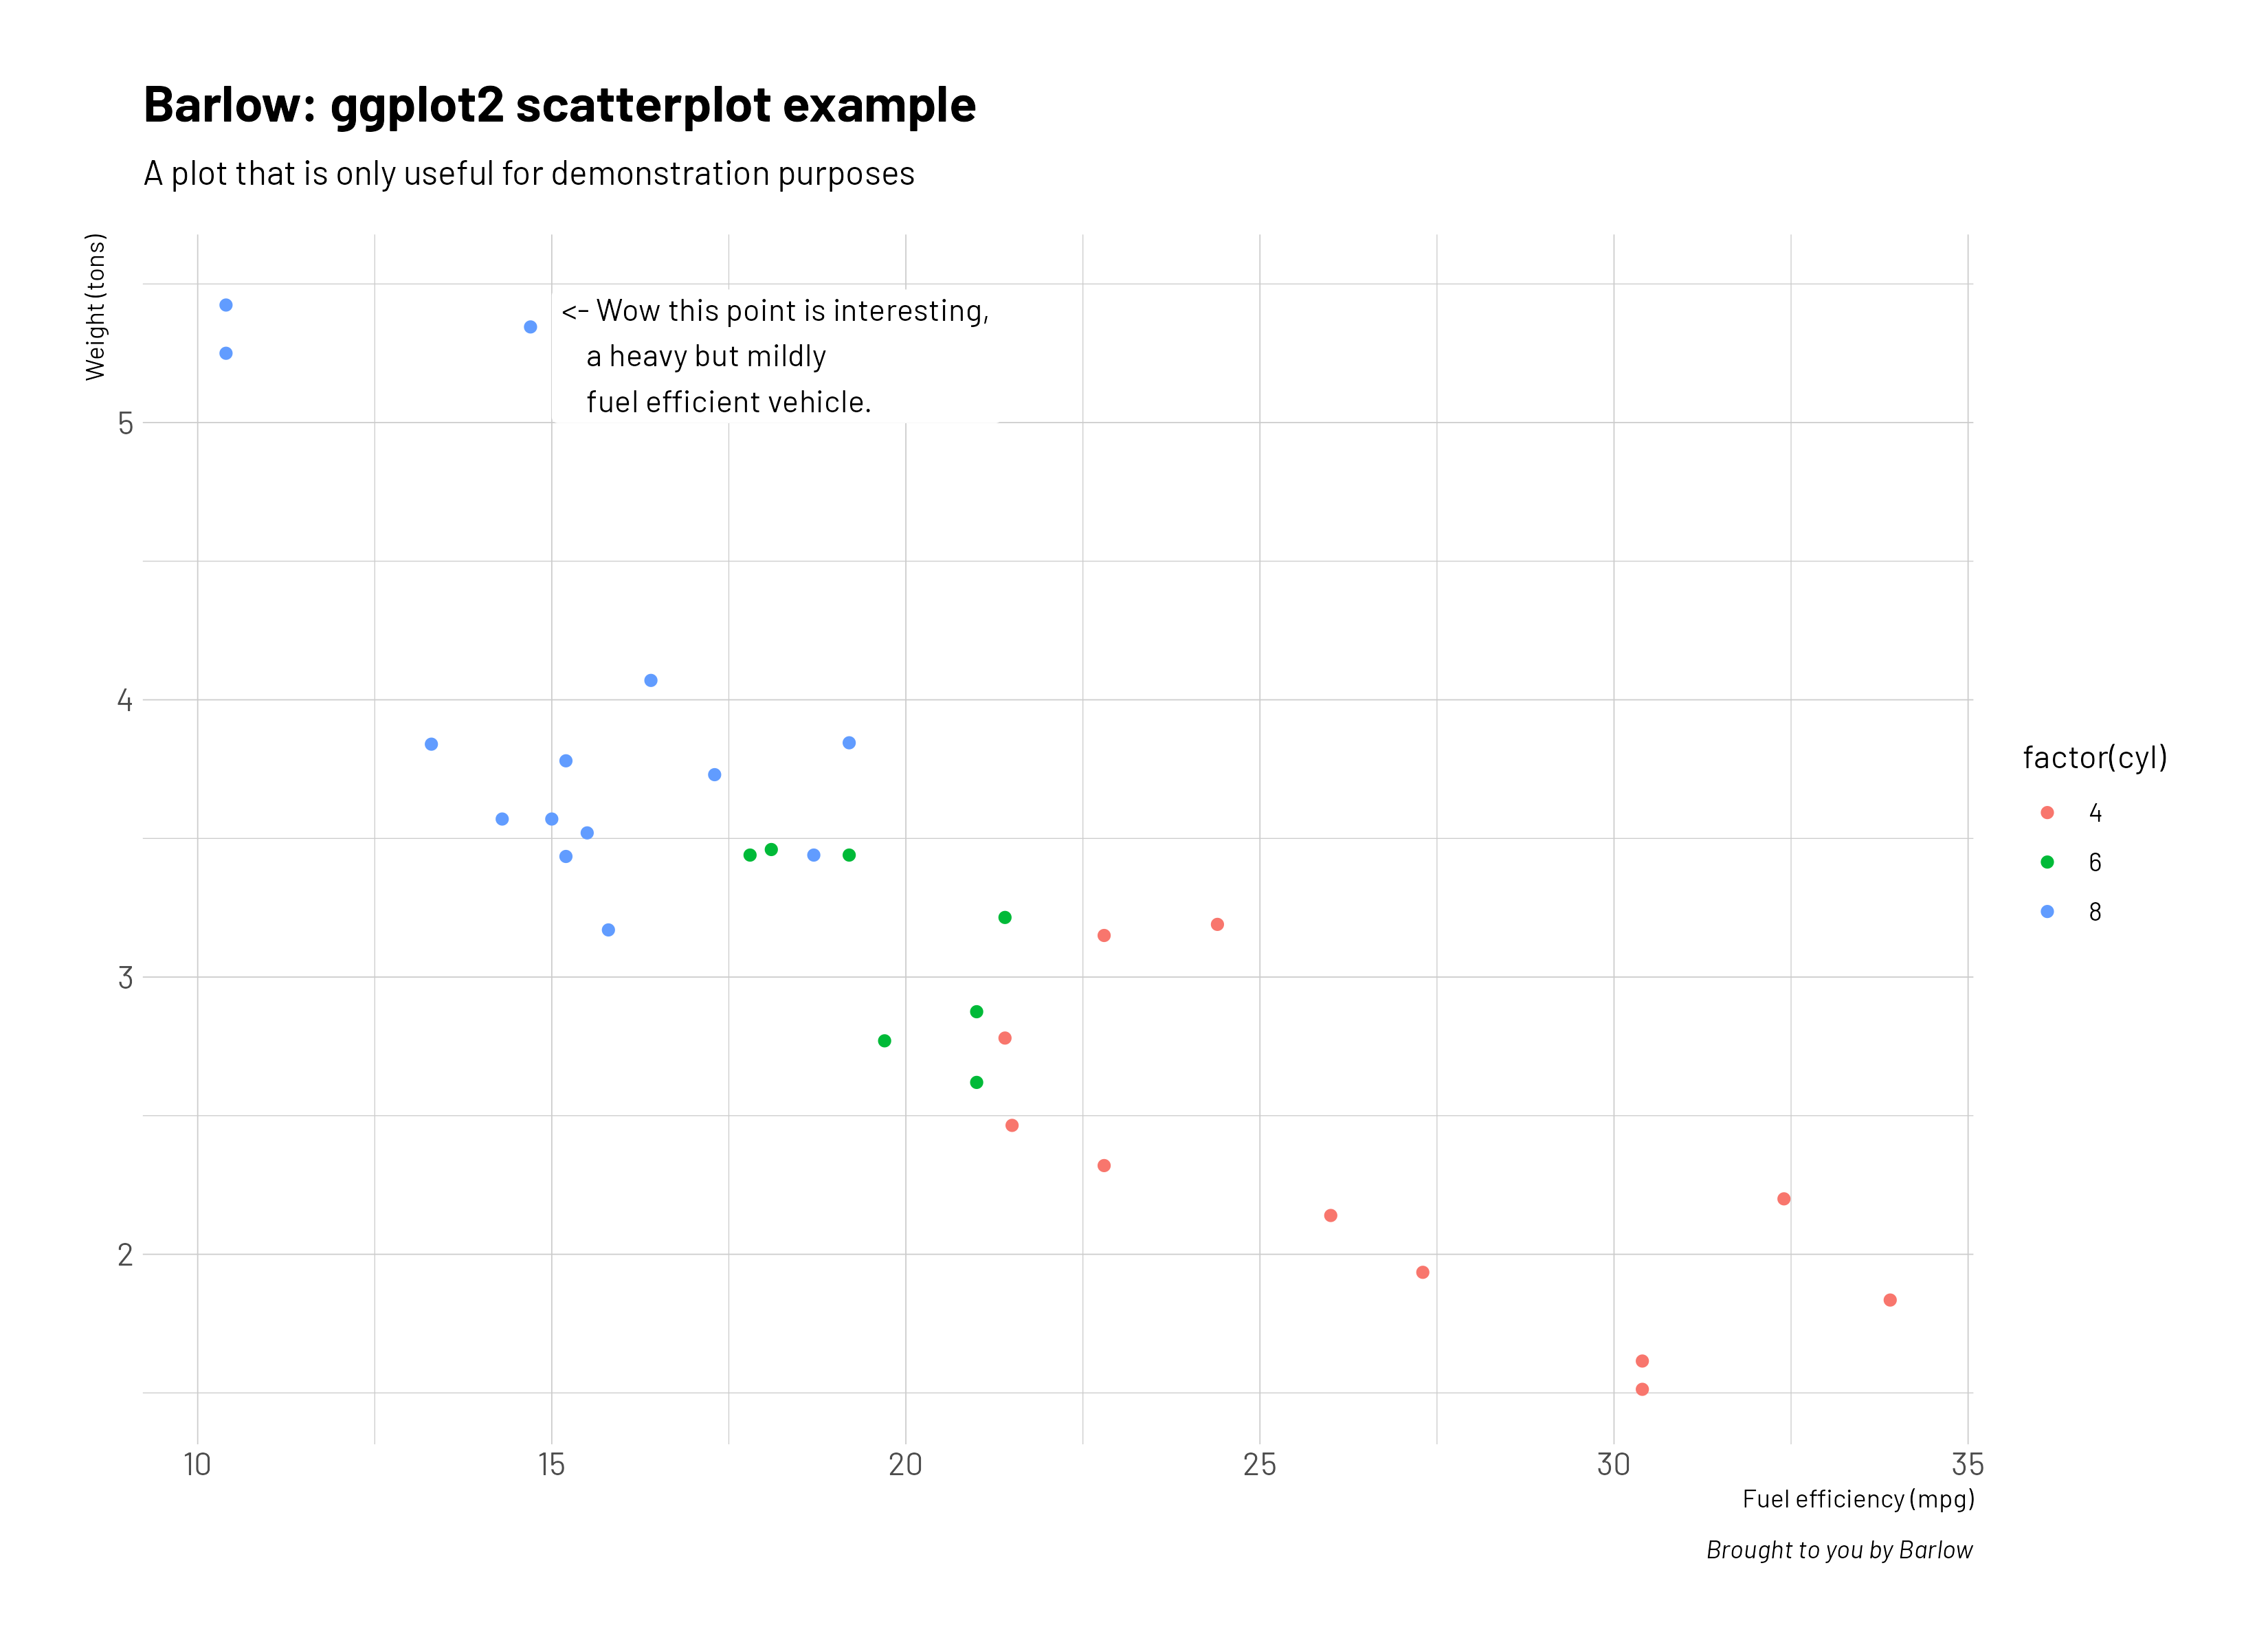 Barlow: ggplot2 scatterplot example
A plot that is only useful for demonstration purposes
Weight (tons)
<- Wow this point is interesting,
a heavy but mildly
fuel efficient vehicle.
5
4
3
2
10 15 20 25 30 35
Fuel efficiency (mpg)
factor(cyl)
4
6
8
Brought to you by Barlow